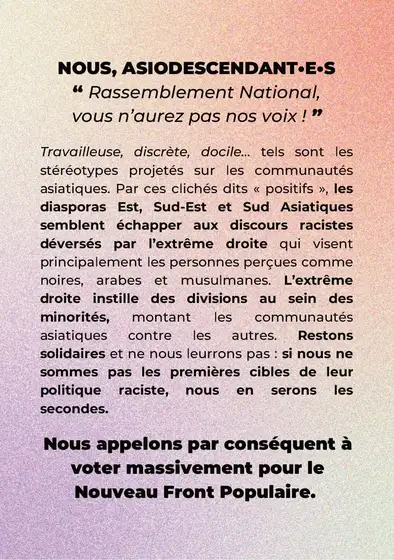 NOUS, ASIODESCENDANT•E•S
❝ Rassemblement National,
vous n’aurez pas nos voix ! ❞
Travailleuse, discrète, docile... tels sont les
stéréotypes projetés sur les communautés
asiatiques. Par ces clichés dits « positifs », les
diasporas Est, Sud-Est et Sud Asiatiques
semblent échapper aux discours racistes
déversés par l’extrême droite qui visent
principalement les personnes perçues comme
noires, arabes et musulmanes. L’extrême
droite instille des divisions au sein des
minorités, montant les communautés
asiatiques contre les autres. Restons
solidaires et ne nous leurrons pas : si nous ne
sommes pas les premières cibles de leur
politique raciste, nous en serons les
secondes.
Nous appelons par conséquent à
voter massivement pour le
Nouveau Front Populaire.